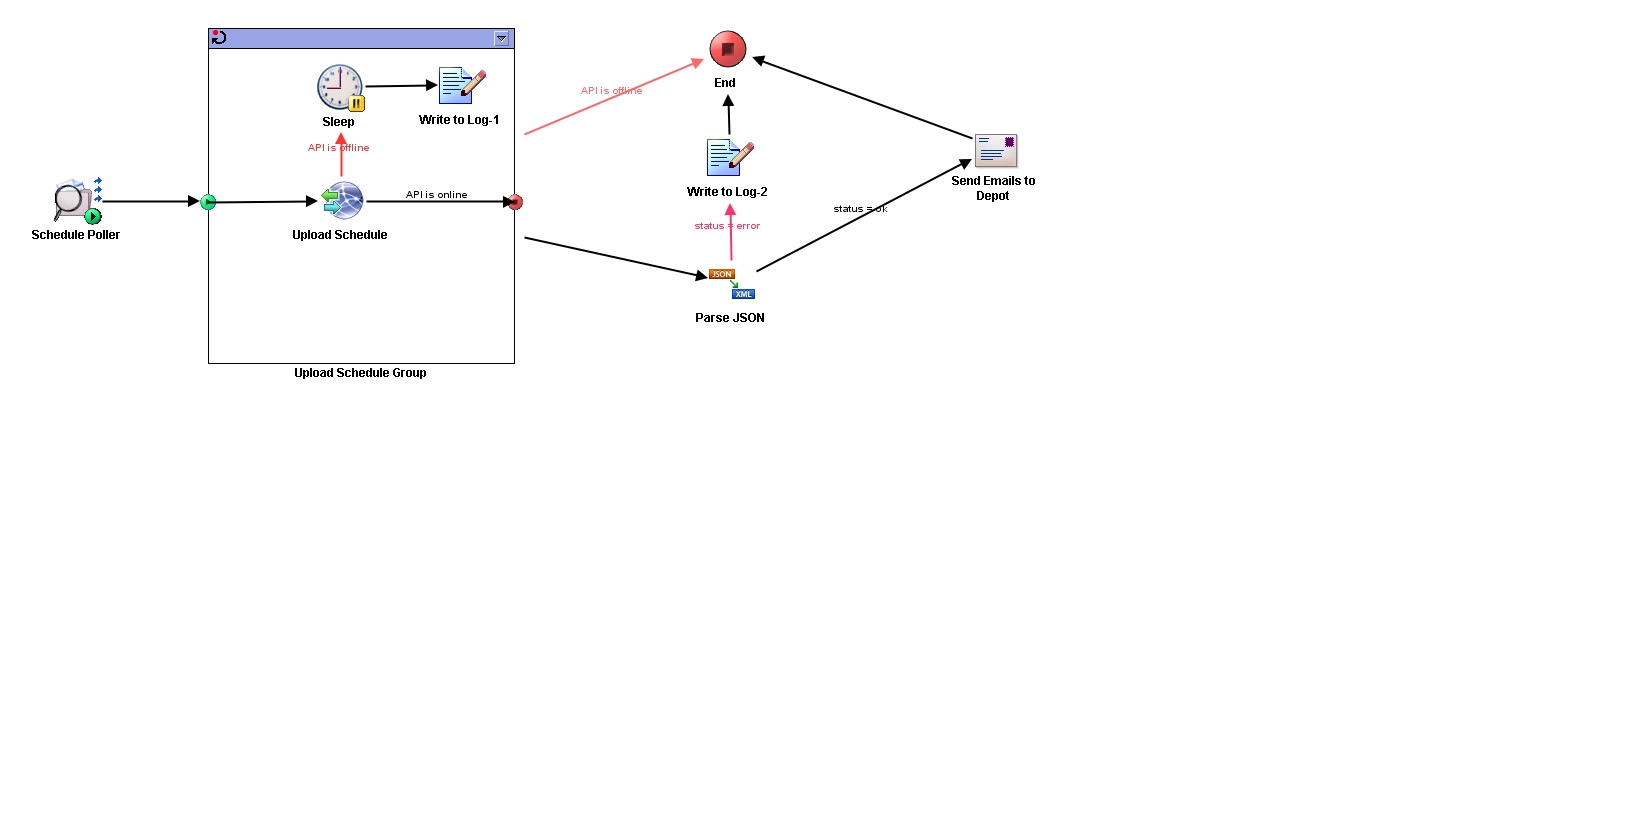 End
Sleep
Write to Log-1
API is offline
API is offline
Write to Log-2
Send Emails to
Depot
API is online
status = ok
status = error
Schedule Poller
Upload Schedule
JSON
XML
Parse JSON
Upload Schedule Group